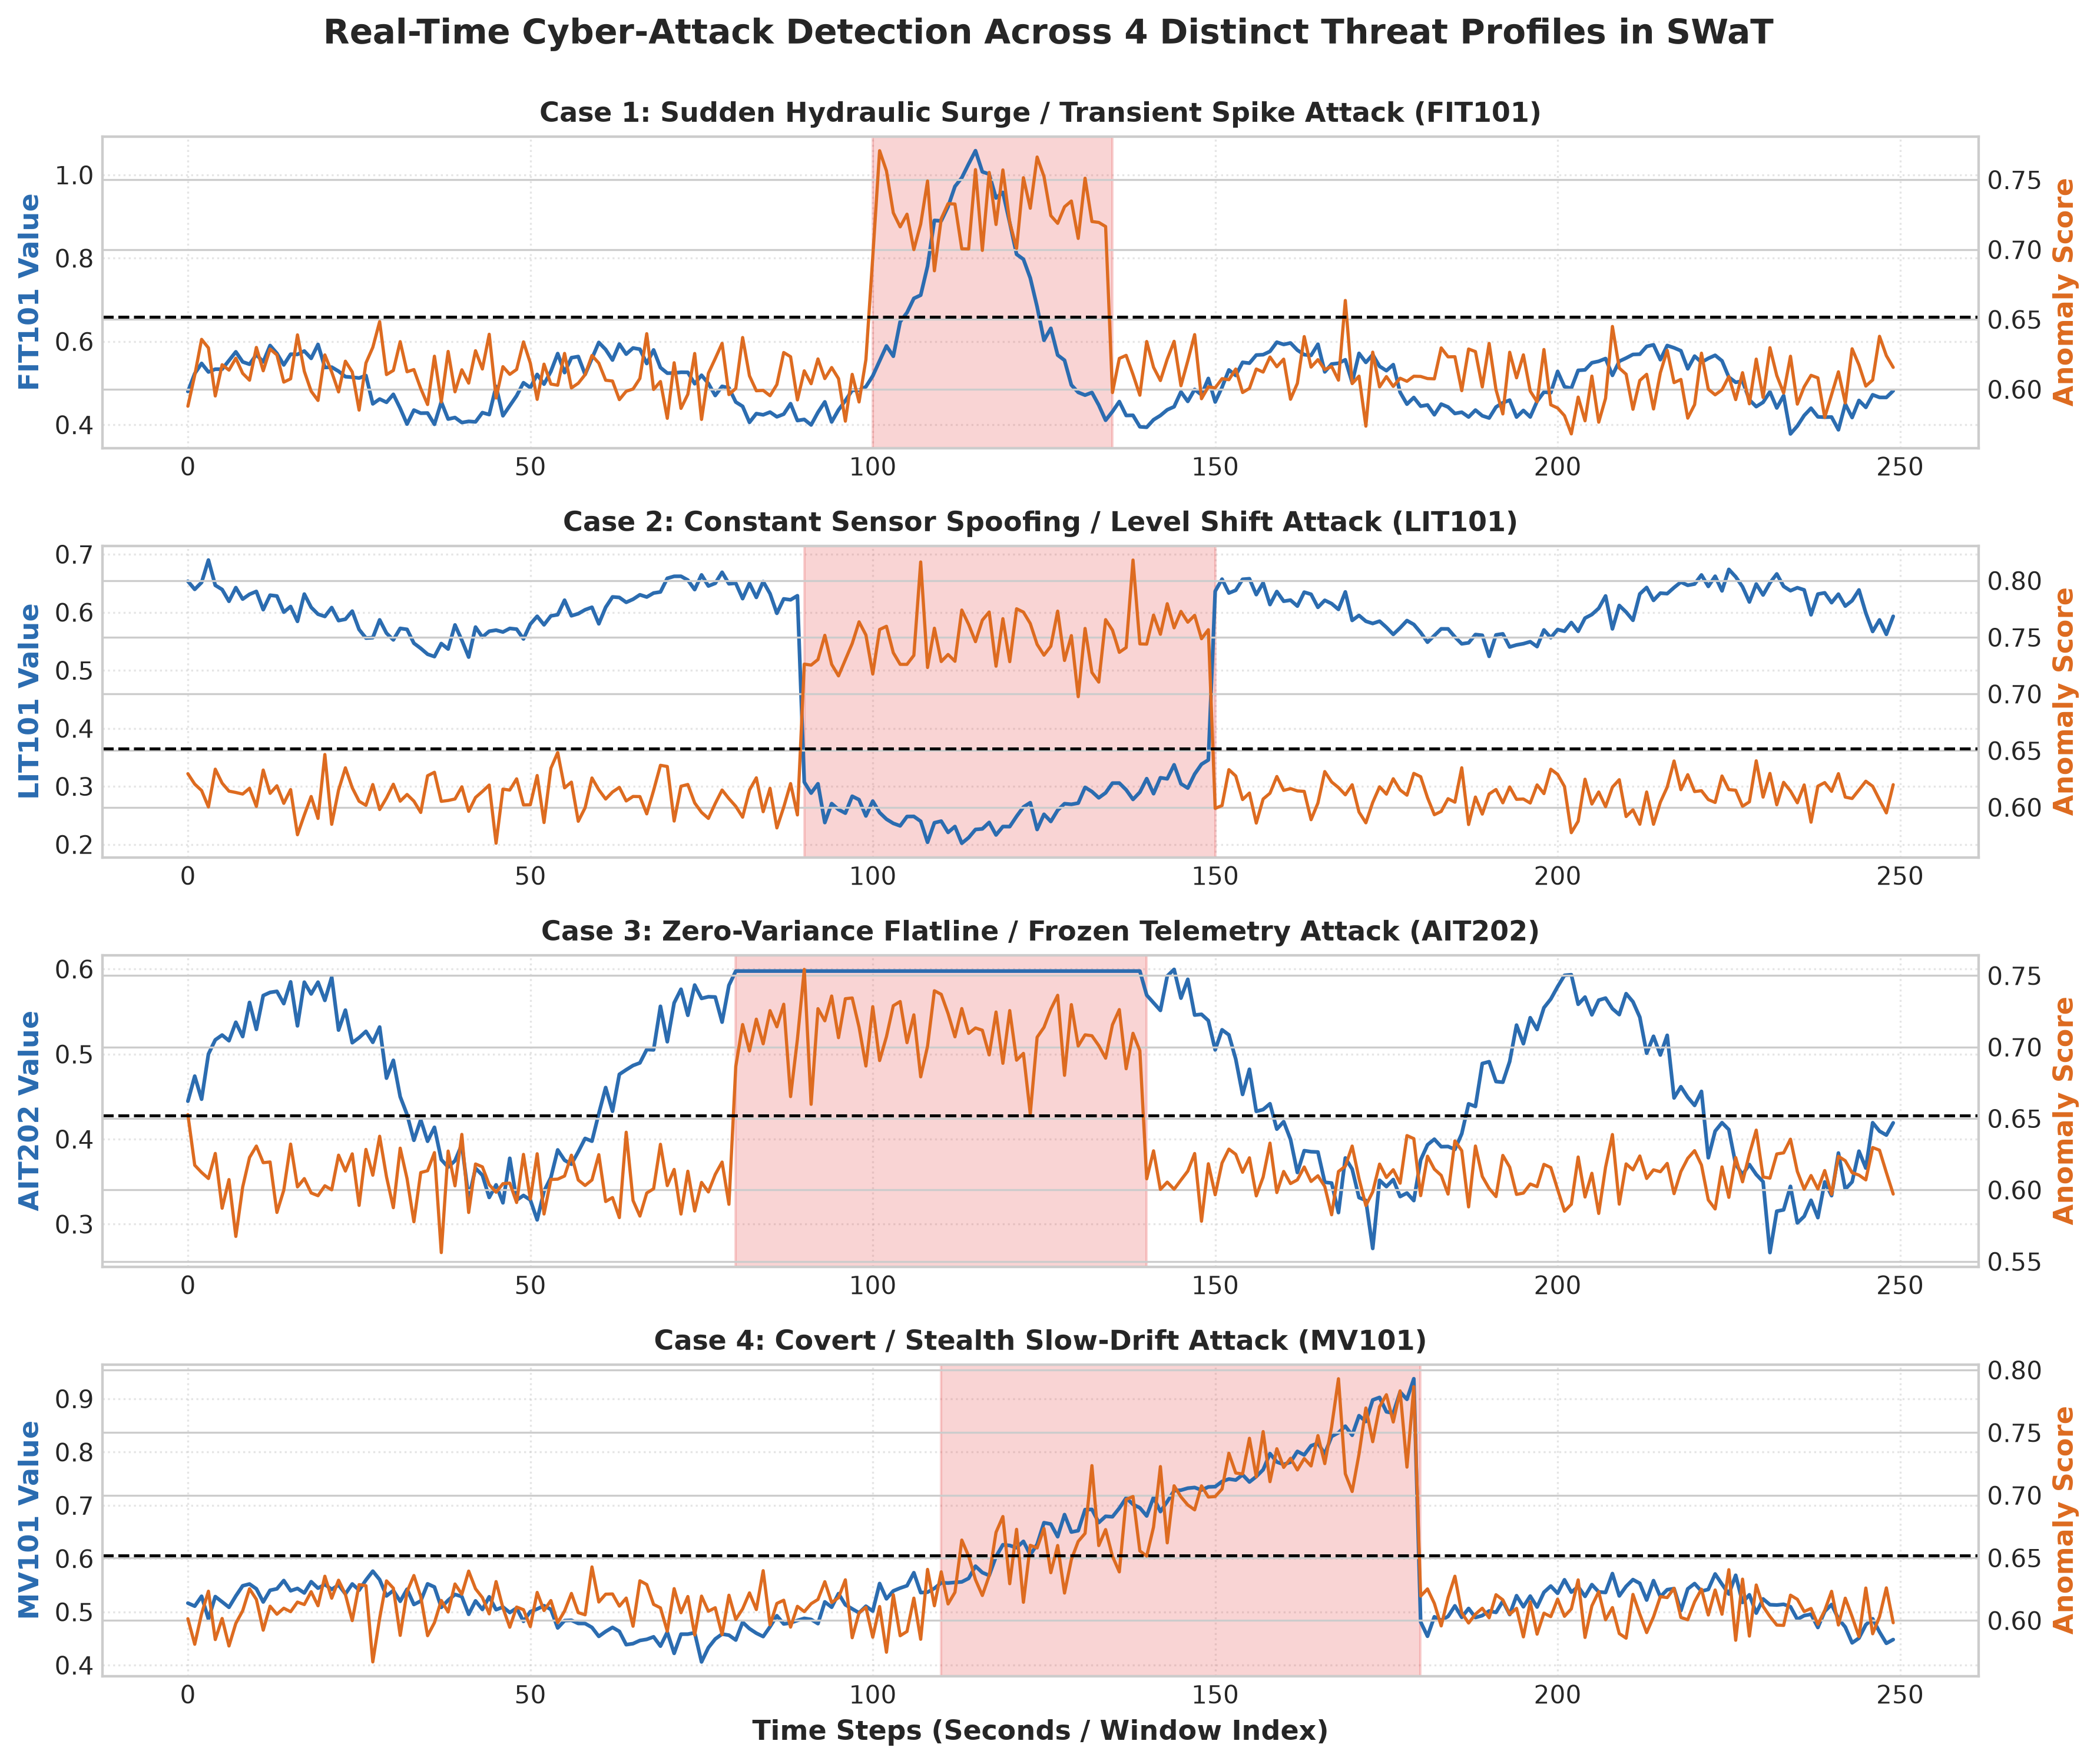 Real-Time Cyber-Attack Detection Across 4 Distinct Threat Profiles in SWaT
Case 1: Sudden Hydraulic Surge / Transient Spike Attack (FIT101)
FIT101 Value
1.0
0.8
0.6
0.4
0.75
0.70
0.65
0.60
Anomaly Score
0 50 100 150 200 250
Case 2: Constant Sensor Spoofing / Level Shift Attack (LIT101)
LIT101 Value
0.7
0.6
0.5
0.4
0.3
0.2
0.80
0.75
0.70
0.65
0.60
Anomaly Score
0 50 100 150 200 250
Case 3: Zero-Variance Flatline / Frozen Telemetry Attack (AIT202)
AIT202 Value
0.6
0.5
0.4
0.3
0.75
0.70
0.65
0.60
0.55
Anomaly Score
0 50 100 150 200 250
Case 4: Covert / Stealth Slow-Drift Attack (MV101)
MV101 Value
0.9
0.8
0.7
0.6
0.5
0.4
0.80
0.75
0.70
0.65
0.60
Anomaly Score
0 50 100 150 200 250
Time Steps (Seconds / Window Index)